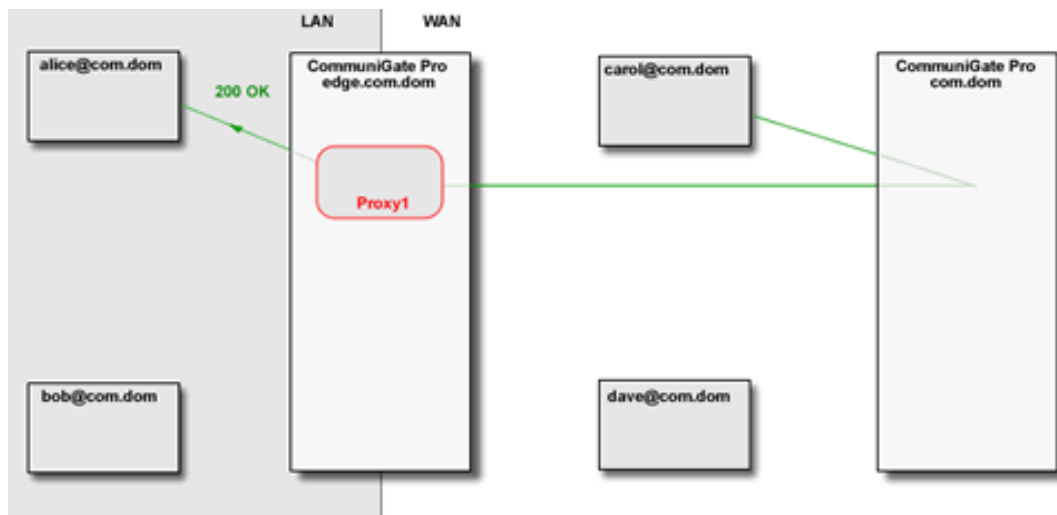 LAN
WAN
alice@com.dom
CommuniGate Pro
edge.com.dom
carol@com.dom
CommuniGate Pro
com.dom
200 OK
Proxy1
bob@com.dom
dave@com.dom